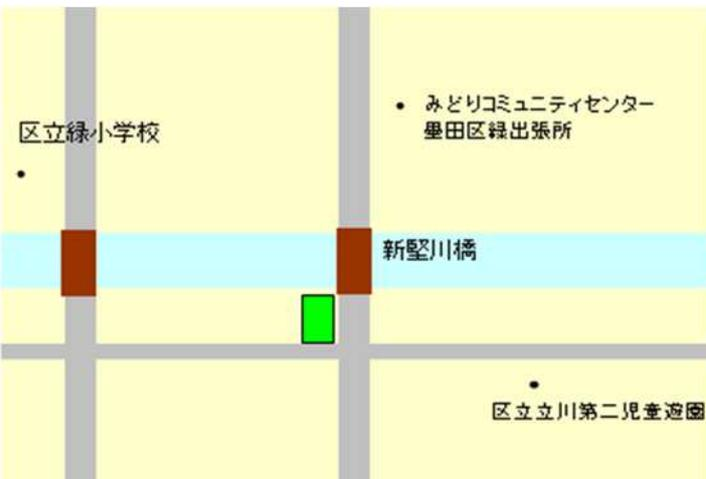 みどりコミュニティセンター
墨田区緑出張所
区立緑小学校
新竪川橋
区立立川第二児童遊園